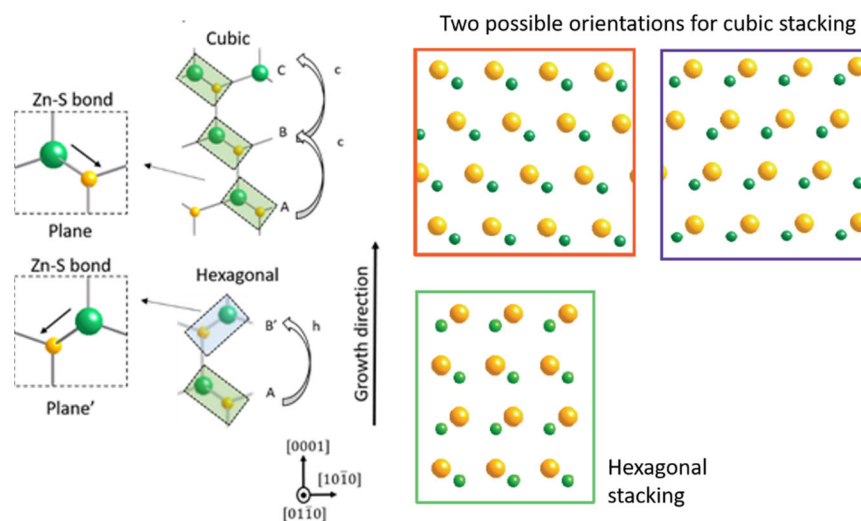 Two possible orientations for cubic stacking
Cubic
C
c
Zn-S bond
B
c
A
Plane
Zn-S bond
Hexagonal
B'
h
A
Plane'
Growth direction
[0001]
[101̄0]
[011̄0]
Hexagonal
stacking